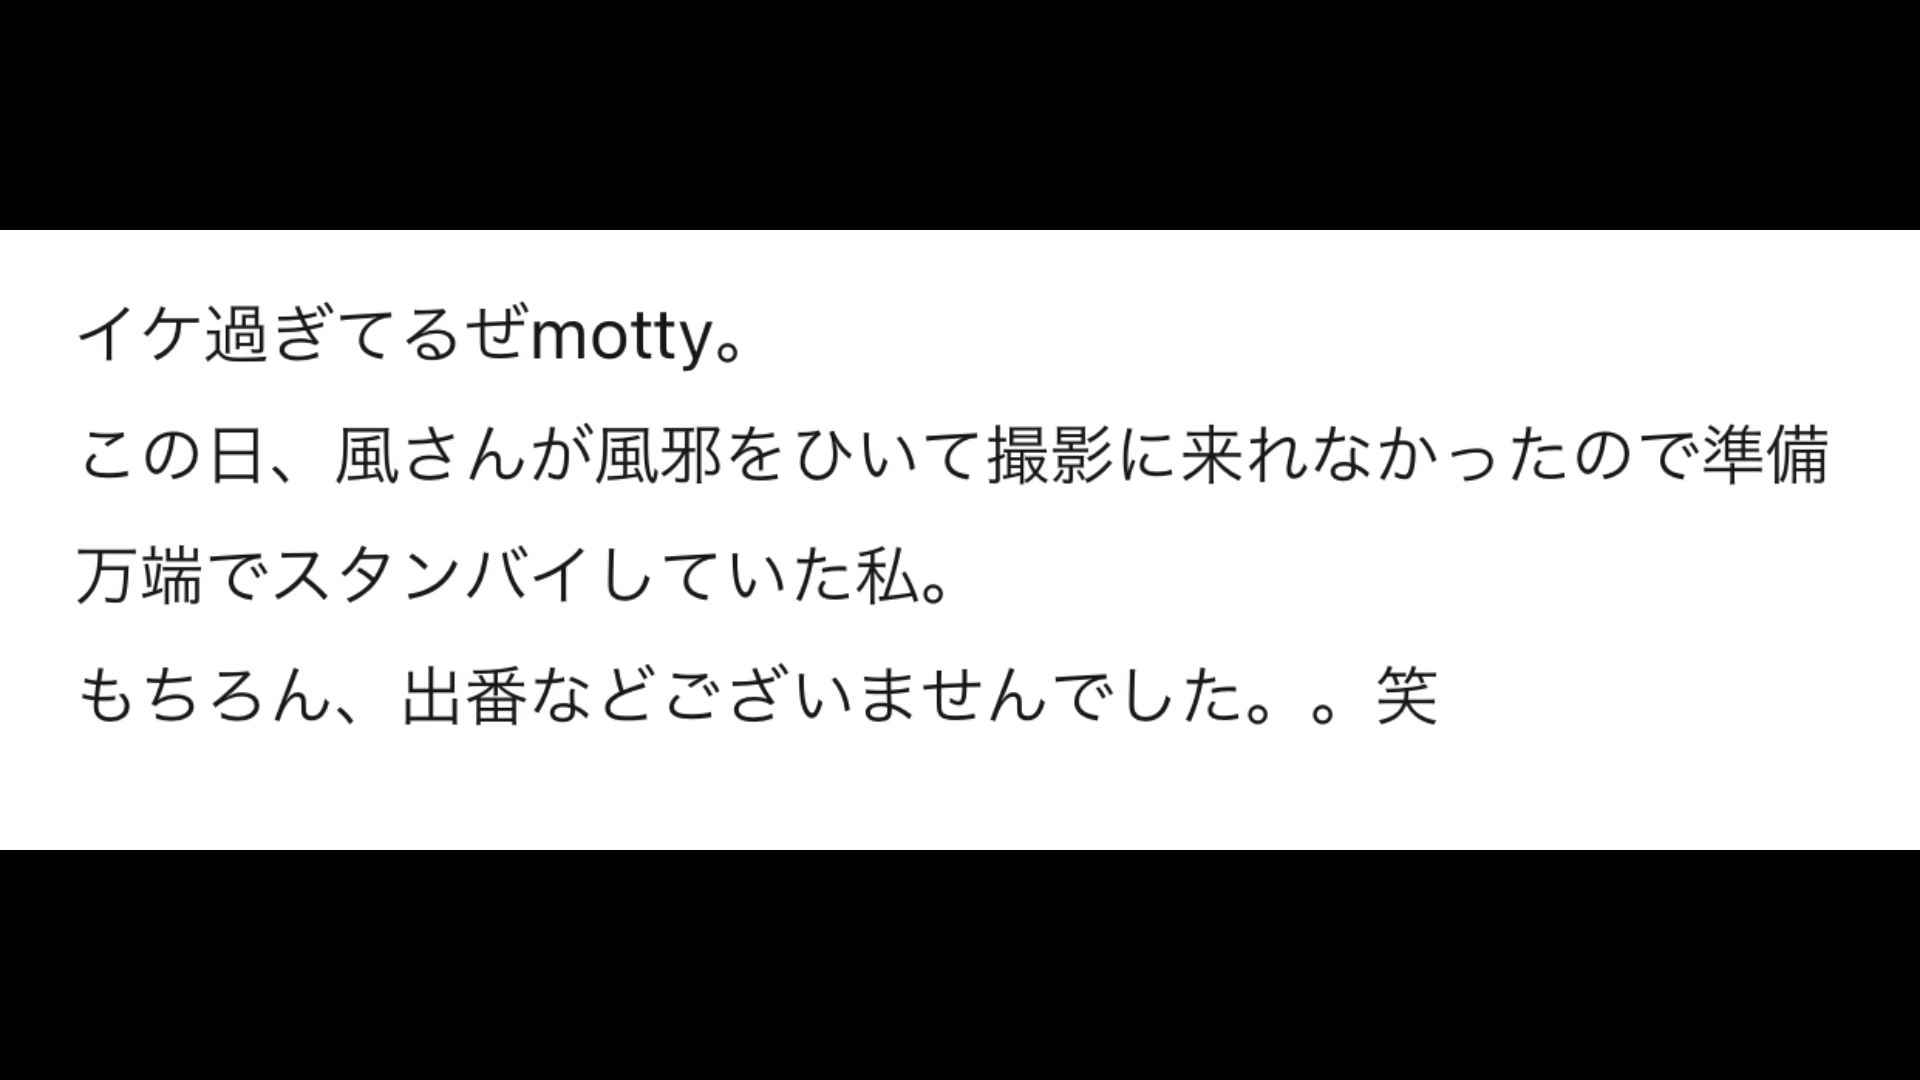 イケ過ぎてるぜmotty。
この日、風さんが風邪をひいて撮影に来れなかったので準備
万端でスタンバイしていた私。
もちろん、出番などございませんでした。。笑